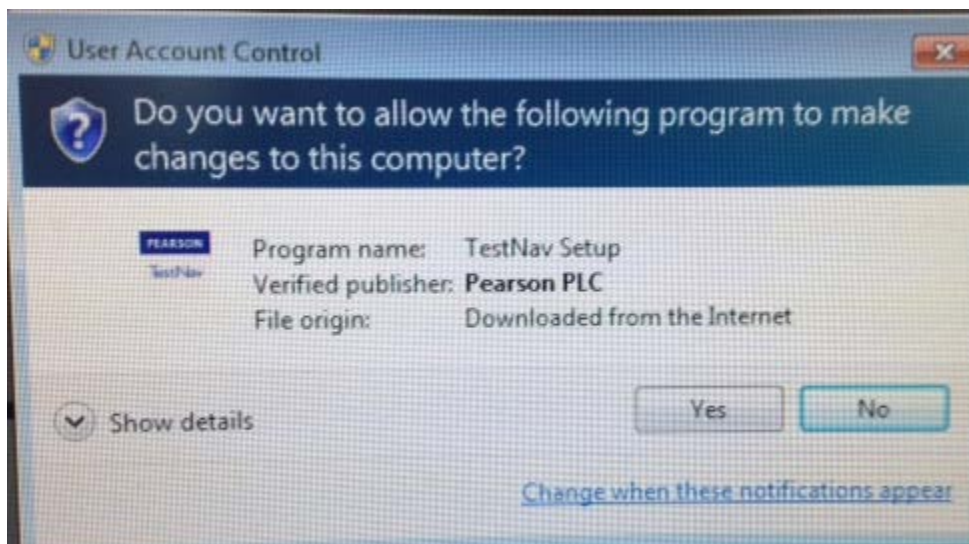 User Account Control
Do you want to allow the following program to make
changes to this computer?
PEARSON
TestNav
Program name: TestNav Setup
Verified publisher: Pearson PLC
File origin: Downloaded from the Internet
Show details
Yes
No
Change when these notifications appear